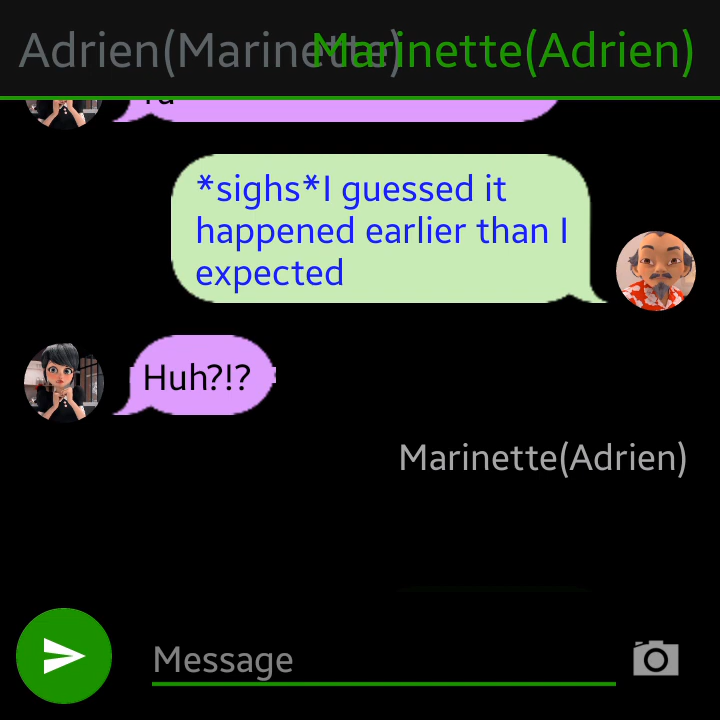 Adrien(Marinette)
Marinette(Adrien)
*sighs*I guessed it
happened earlier than I
expected
Huh?!?
Marinette(Adrien)
Message